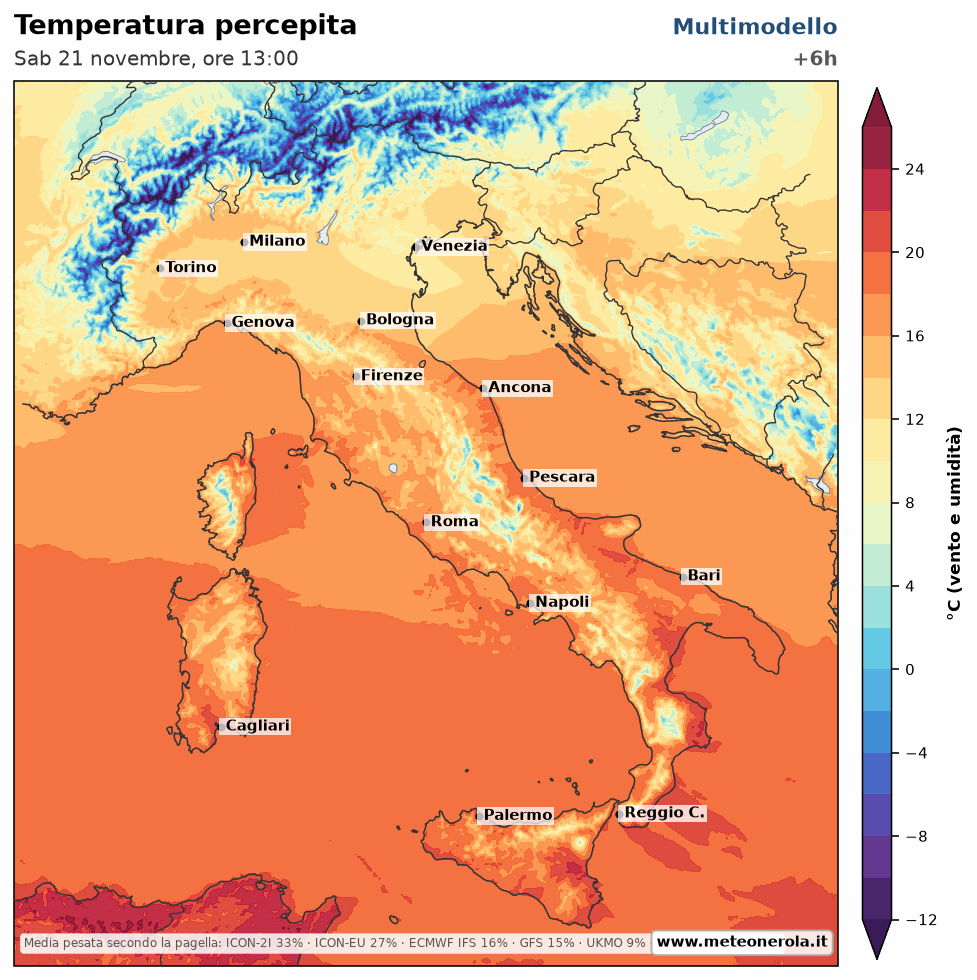 Temperatura percepita
Multimodello
Sab 21 novembre, ore 13:00
+6h
Milano
Venezia
Torino
Genova
Bologna
Firenze
Ancona
Pescara
Roma
Bari
Napoli
Cagliari
Palermo
Reggio C.
24
20
16
12
8
4
0
−4
−8
−12
°C (vento e umidità)
Media pesata secondo la pagella: ICON-2I 33% · ICON-EU 27% · ECMWF IFS 16% · GFS 15% · UKMO 9%
www.meteonerola.it